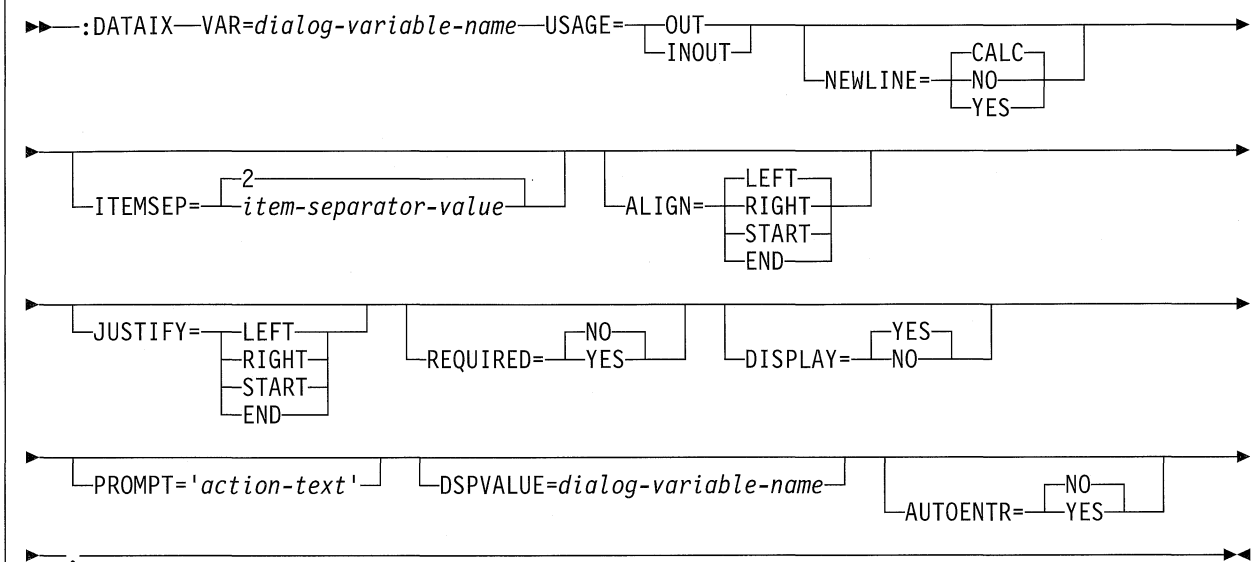 :DATAIX VAR=dialog-variable-name USAGE= OUT
INOUT
NEWLINE= CALC
NO
YES
ITEMSEP= 2
item-separator-value
ALIGN= LEFT
RIGHT
START
END
JUSTIFY= LEFT
RIGHT
START
END
REQUIRED= NO
YES
DISPLAY= YES
NO
PROMPT='action-text'
DSPVALUE=dialog-variable-name
AUTOENTR= NO
YES
.